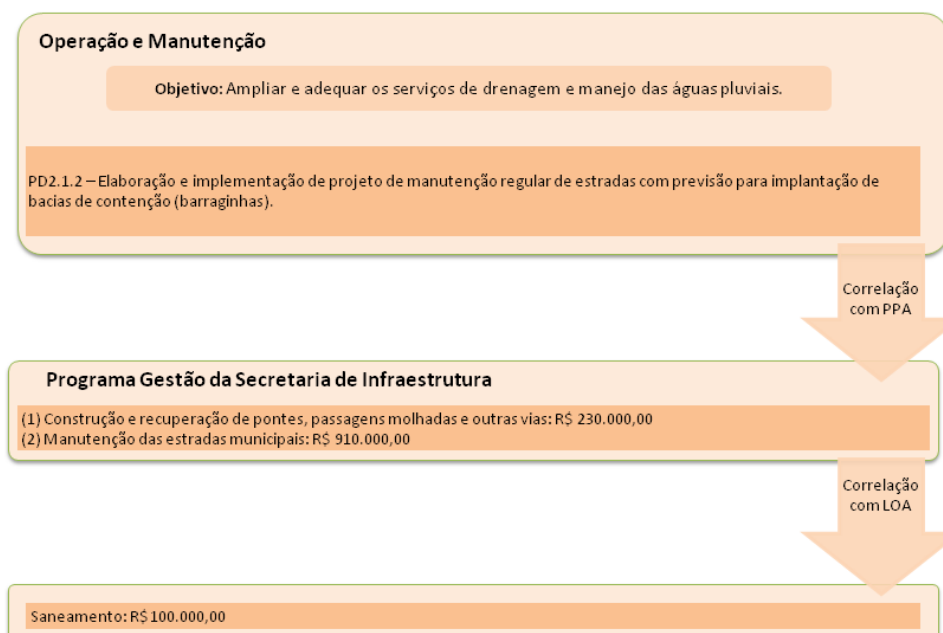 Operação e Manutenção
Objetivo: Ampliar e adequar os serviços de drenagem e manejo das águas pluviais.
PD2.1.2 – Elaboração e implementação de projeto de manutenção regular de estradas com previsão para implantação de
bacias de contenção (barraginhas).
Correlação
com PPA
Programa Gestão da Secretaria de Infraestrutura
(1) Construção e recuperação de pontes, passagens molhadas e outras vias: R$ 230.000,00
(2) Manutenção das estradas municipais: R$ 910.000,00
Correlação
com LOA
Saneamento: R$ 100.000,00